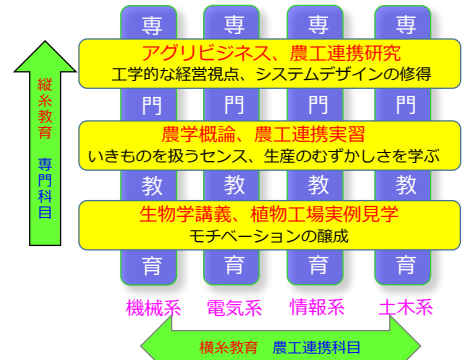 専 専 専 専
アグリビジネス、農工連携研究
工学的な経営視点、システムデザインの修得
門 門 門 門
農学概論、農工連携実習
いきものを扱うセンス、生産のむずかしさを学ぶ
教 教 教 教
生物学講義、植物工場実例見学
モチベーションの醸成
育 育 育 育
機械系 電気系 情報系 土木系
縦糸教育 専門科目
横糸教育 農工連携科目